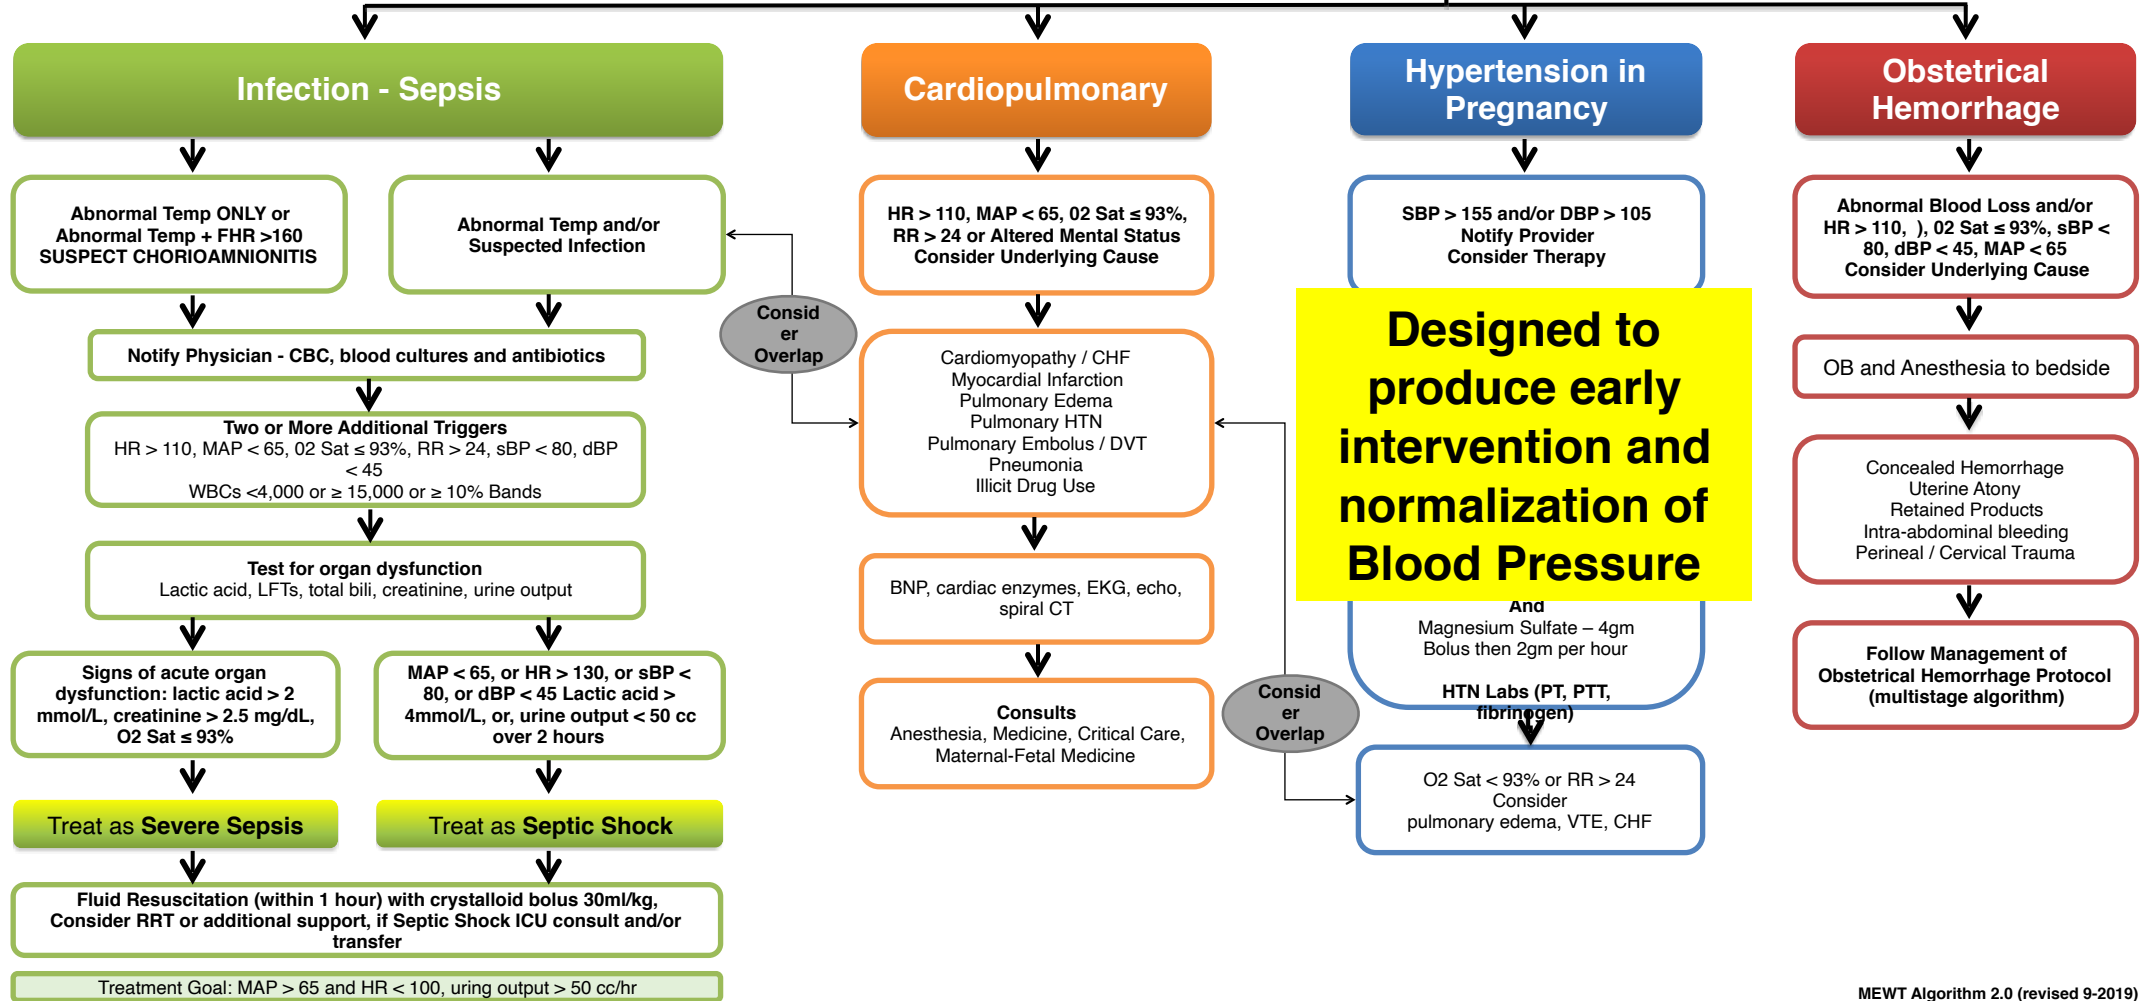 Infection - Sepsis
Abnormal Temp ONLY or
Abnormal Temp + FHR >160
SUSPECT CHORIOAMNIONITIS
Abnormal Temp and/or
Suspected Infection
Notify Physician - CBC, blood cultures and antibiotics
Two or More Additional Triggers
HR > 110, MAP < 65, 02 Sat ≤ 93%, RR > 24, sBP < 80, dBP
< 45
WBCs <4,000 or ≥ 15,000 or ≥ 10% Bands
Test for organ dysfunction
Lactic acid, LFTs, total bili, creatinine, urine output
Signs of acute organ
dysfunction: lactic acid > 2
mmol/L, creatinine > 2.5 mg/dL,
O2 Sat ≤ 93%
MAP < 65, or HR > 130, or sBP <
80, or dBP < 45 Lactic acid >
4mmol/L, or, urine output < 50 cc
over 2 hours
Treat as Severe Sepsis
Treat as Septic Shock
Fluid Resuscitation (within 1 hour) with crystalloid bolus 30ml/kg,
Consider RRT or additional support, if Septic Shock ICU consult and/or
transfer
Treatment Goal: MAP > 65 and HR < 100, uring output > 50 cc/hr
Consid
er
Overlap
Cardiopulmonary
HR > 110, MAP < 65, 02 Sat ≤ 93%,
RR > 24 or Altered Mental Status
Consider Underlying Cause
Cardiomyopathy / CHF
Myocardial Infarction
Pulmonary Edema
Pulmonary HTN
Pulmonary Embolus / DVT
Pneumonia
Illicit Drug Use
BNP, cardiac enzymes, EKG, echo,
spiral CT
Consults
Anesthesia, Medicine, Critical Care,
Maternal-Fetal Medicine
Consid
er
Overlap
Hypertension in
Pregnancy
SBP > 155 and/or DBP > 105
Notify Provider
Consider Therapy
Designed to
produce early
intervention and
normalization of
Blood Pressure
And
Magnesium Sulfate – 4gm
Bolus then 2gm per hour
HTN Labs (PT, PTT,
fibrinogen)
O2 Sat < 93% or RR > 24
Consider
pulmonary edema, VTE, CHF
Obstetrical
Hemorrhage
Abnormal Blood Loss and/or
HR > 110, ), 02 Sat ≤ 93%, sBP <
80, dBP < 45, MAP < 65
Consider Underlying Cause
OB and Anesthesia to bedside
Concealed Hemorrhage
Uterine Atony
Retained Products
Intra-abdominal bleeding
Perineal / Cervical Trauma
Follow Management of
Obstetrical Hemorrhage Protocol
(multistage algorithm)
MEWT Algorithm 2.0 (revised 9-2019)